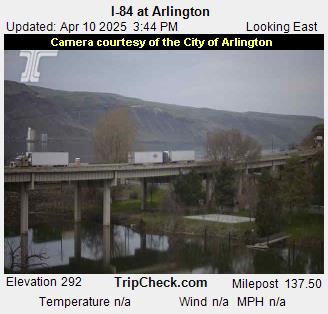 I-84 at Arlington
Updated: Apr 10 2025 3:44 PM Looking East
Camera courtesy of the City of Arlington
Elevation 292 TripCheck.com Milepost 137.50
Temperature n/a Wind n/a MPH n/a